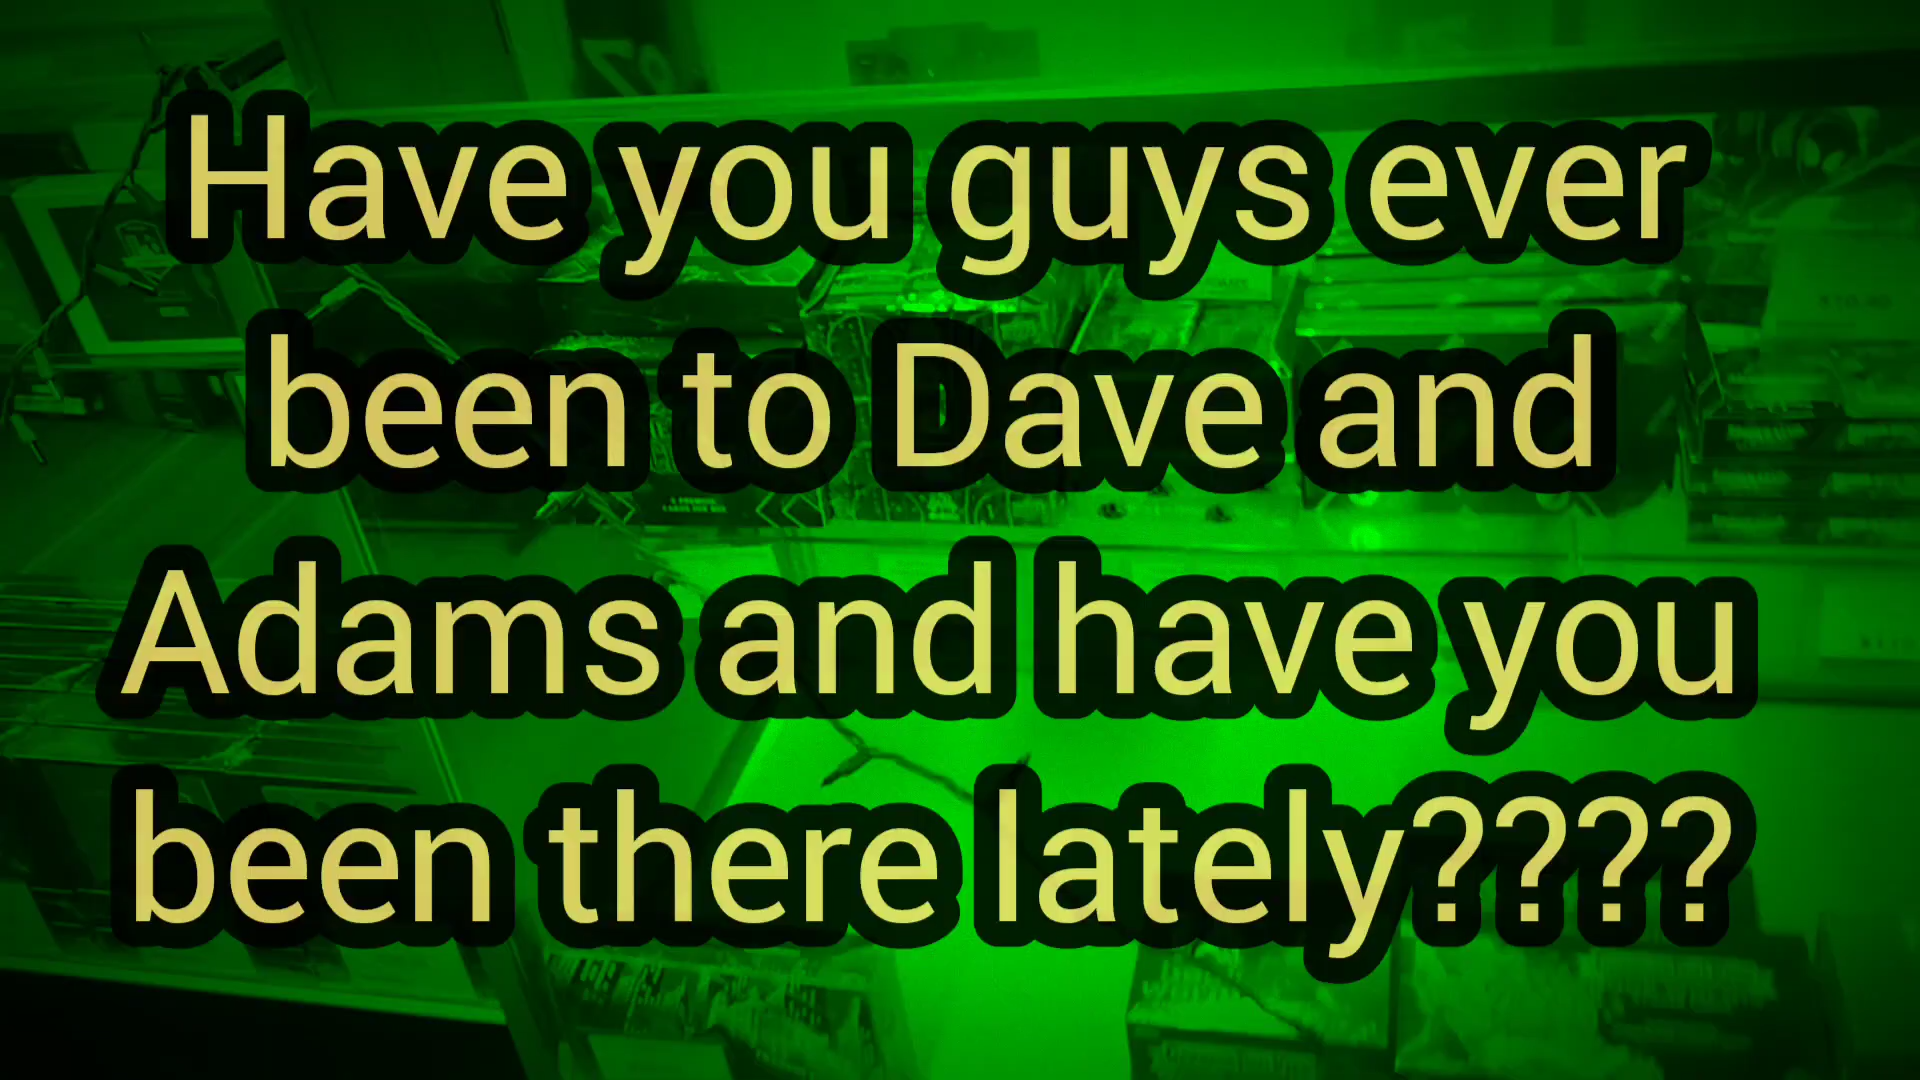 Have you guys ever
been to Dave and
Adams and have you
been there lately????